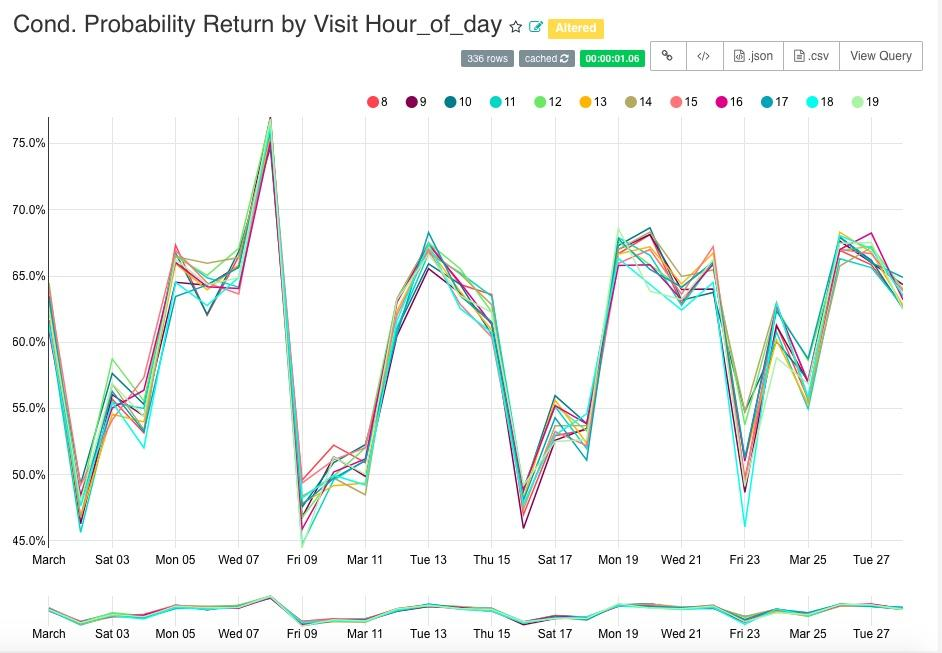 Cond. Probability Return by Visit Hour_of_day Altered
336 rows cached 00:00:01.06 </> .json .csv View Query
8 9 10 11 12 13 14 15 16 17 18 19
75.0%
70.0%
65.0%
60.0%
55.0%
50.0%
45.0%
March Sat 03 Mon 05 Wed 07 Fri 09 Mar 11 Tue 13 Thu 15 Sat 17 Mon 19 Wed 21 Fri 23 Mar 25 Tue 27
March Sat 03 Mon 05 Wed 07 Fri 09 Mar 11 Tue 13 Thu 15 Sat 17 Mon 19 Wed 21 Fri 23 Mar 25 Tue 27